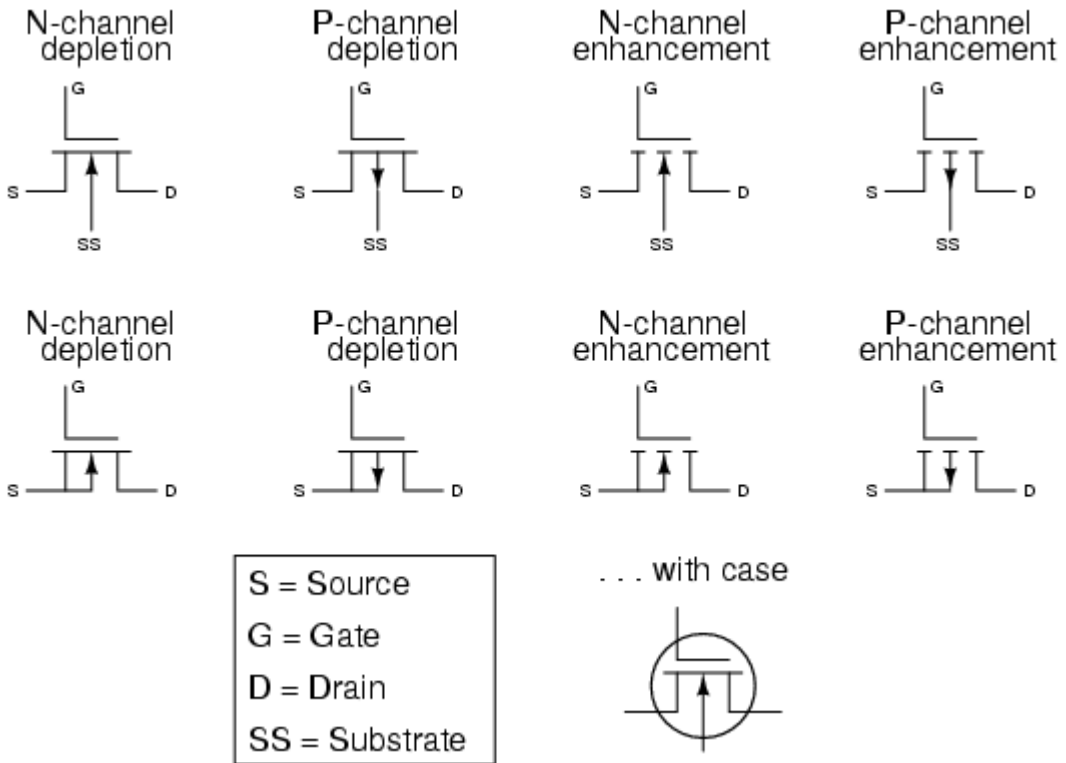 N-channel depletion
P-channel depletion
N-channel enhancement
P-channel enhancement
G
G
G
G
S
D
S
D
S
D
S
D
SS
SS
SS
SS
N-channel depletion
P-channel depletion
N-channel enhancement
P-channel enhancement
G
G
G
G
S
D
S
D
S
D
S
D
S = Source
G = Gate
D = Drain
SS = Substrate
. . . with case